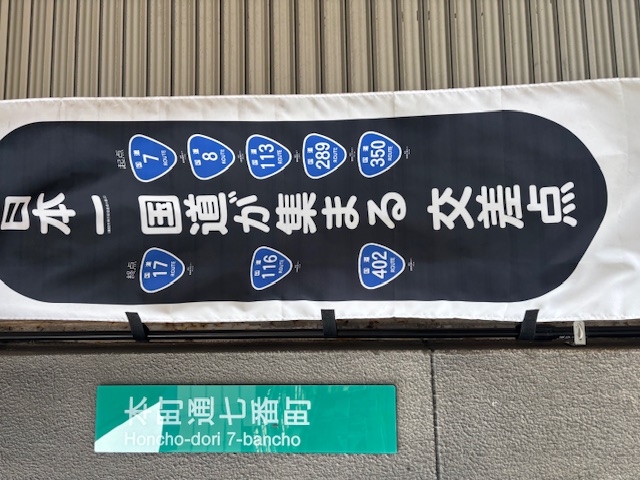 起点
国道 7 ROUTE
国道 8 ROUTE
国道 113 ROUTE
国道 289 ROUTE
国道 350 ROUTE
日本一 国道が集まる 交差点
終点
国道 17 ROUTE
国道 116 ROUTE
国道 402 ROUTE
本町通七番町
Honcho-dori 7-bancho